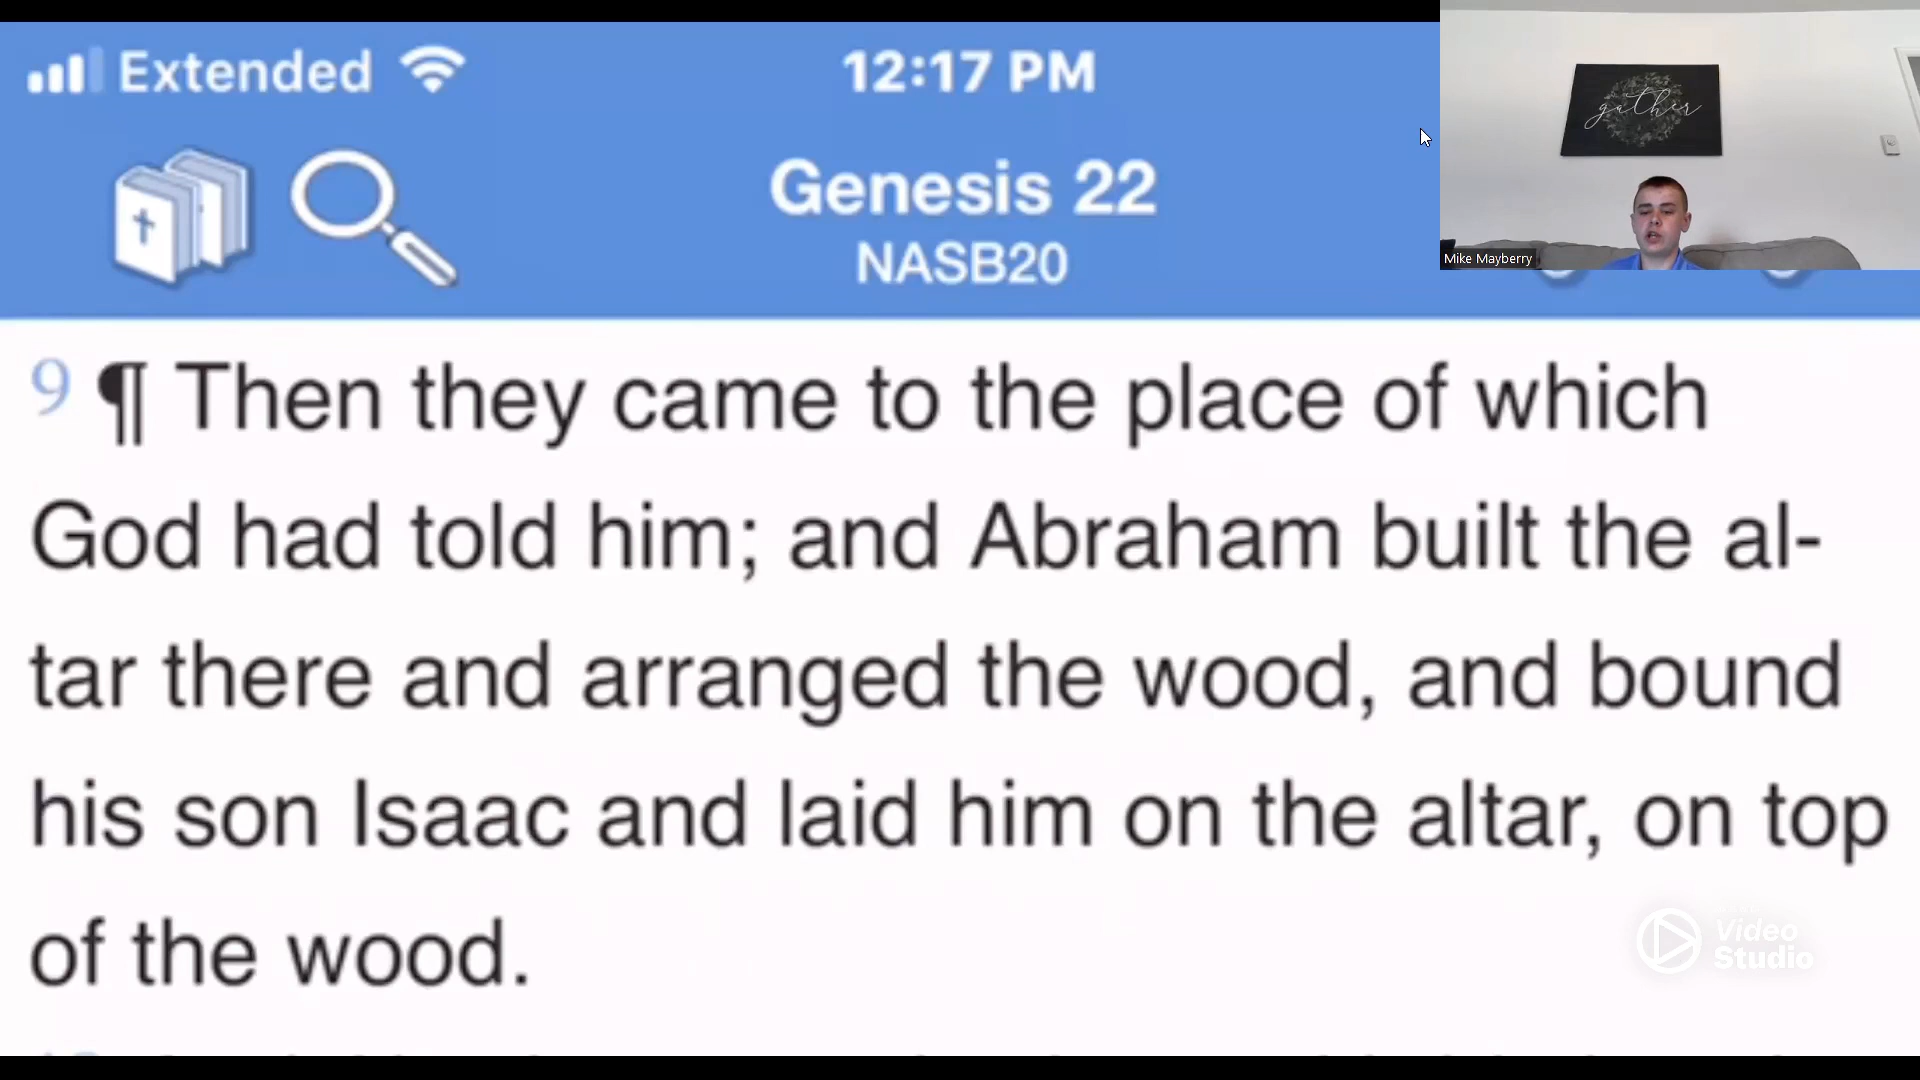 Extended
12:17 PM
Genesis 22
NASB20
gather
Mike Mayberry
9 ¶ Then they came to the place of which
God had told him; and Abraham built the al-
tar there and arranged the wood, and bound
his son Isaac and laid him on the altar, on top
of the wood.
Video
Studio